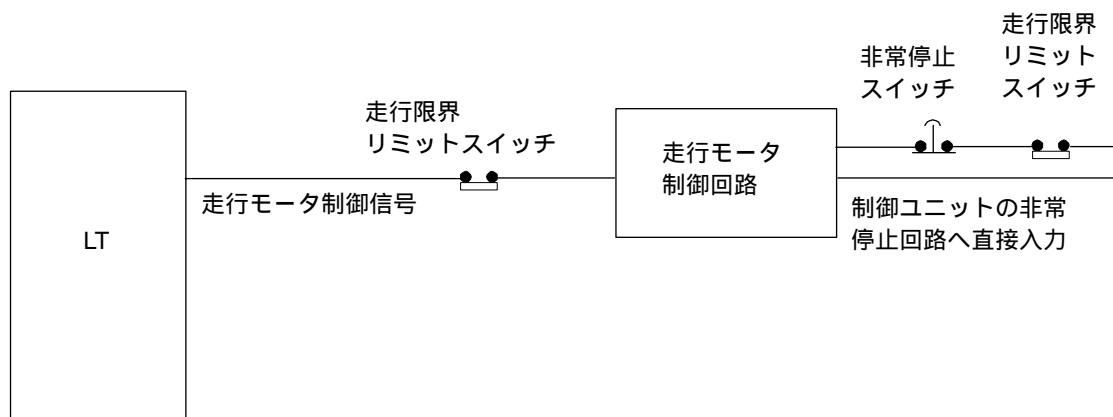 走行限界
リミット
スイッチ
非常停止
スイッチ
走行限界
リミットスイッチ
走行モータ
制御回路
走行モータ制御信号
制御ユニットの非常
停止回路へ直接入力
LT